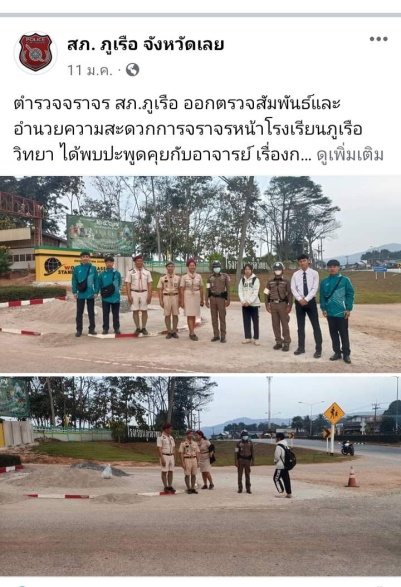 POLICE
สภ. ภูเรือ จังหวัดเลย
11 ม.ค. ·
ตำรวจจราจร สภ.ภูเรือ ออกตรวจสัมพันธ์และ
อำนวยความสะดวกการจราจรหน้าโรงเรียนภูเรือ
วิทยา ได้พบปะพูดคุยกับอาจารย์ เรื่องก... ดูเพิ่มเติม